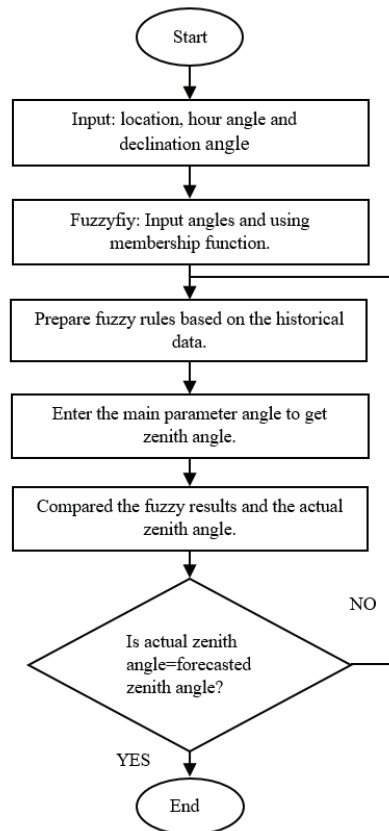 Start
Input: location, hour angle and
declination angle
Fuzzyfiy: Input angles and using
membership function.
Prepare fuzzy rules based on the historical
data.
Enter the main parameter angle to get
zenith angle.
Compared the fuzzy results and the actual
zenith angle.
NO
Is actual zenith
angle=forecasted
zenith angle?
YES
End